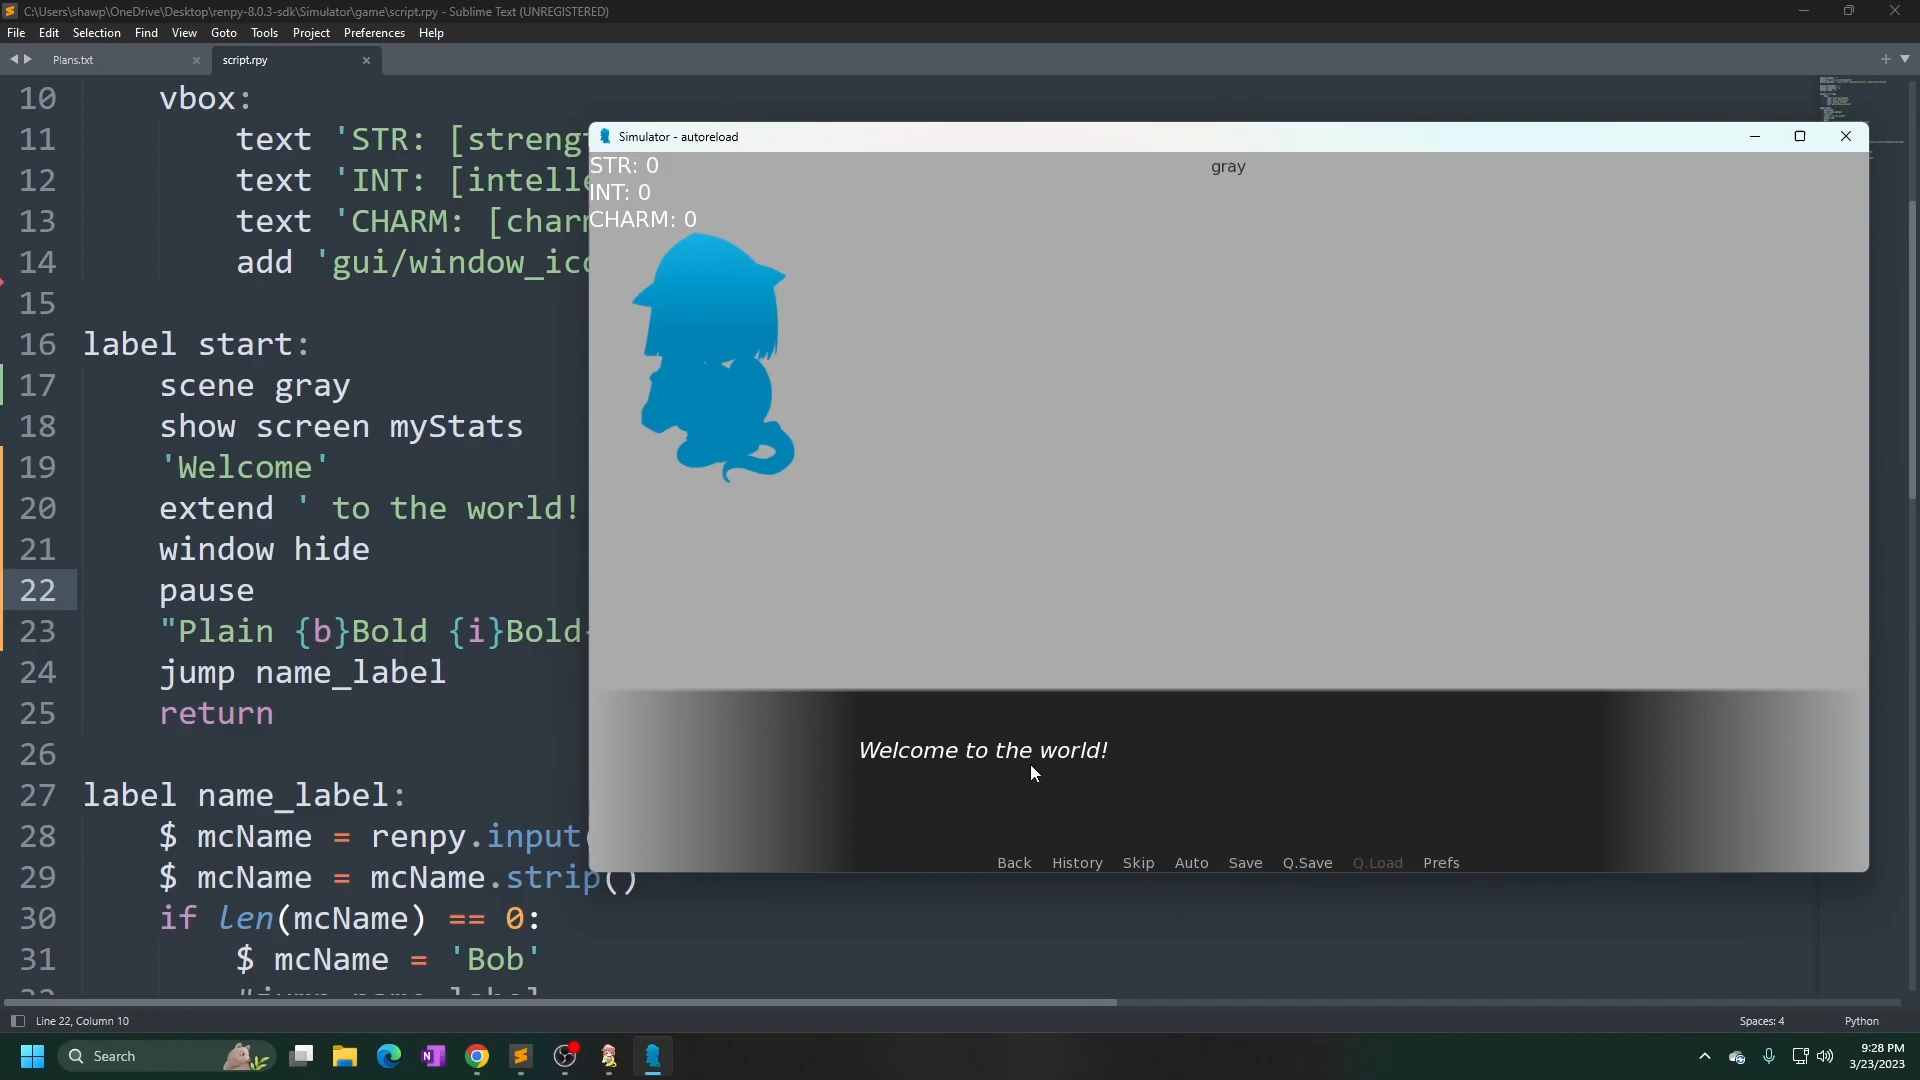 C:\Users\shawp\OneDrive\Desktop\renpy-8.0.3-sdk\Simulator\game\script.rpy - Sublime Text (UNREGISTERED)
File Edit Selection Find View Goto Tools Project Preferences Help
Plans.txt
script.rpy
10 vbox:
11 text 'STR: [strengt
12 text 'INT: [intelle
13 text 'CHARM: [charm
14 add 'gui/window_ico
15
16 label start:
17 scene gray
18 show screen myStats
19 'Welcome'
20 extend ' to the world!
21 window hide
22 pause
23 "Plain {b}Bold {i}Bold
24 jump name_label
25 return
26
27 label name_label:
28 $ mcName = renpy.input(
29 $ mcName = mcName.strip()
30 if len(mcName) == 0:
31 $ mcName = 'Bob'
Simulator - autoreload
STR: 0
INT: 0
CHARM: 0
gray
Welcome to the world!
Back History Skip Auto Save Q.Save Q.Load Prefs
Line 22, Column 10
Spaces: 4
Python
Search
9:28 PM
3/23/2023